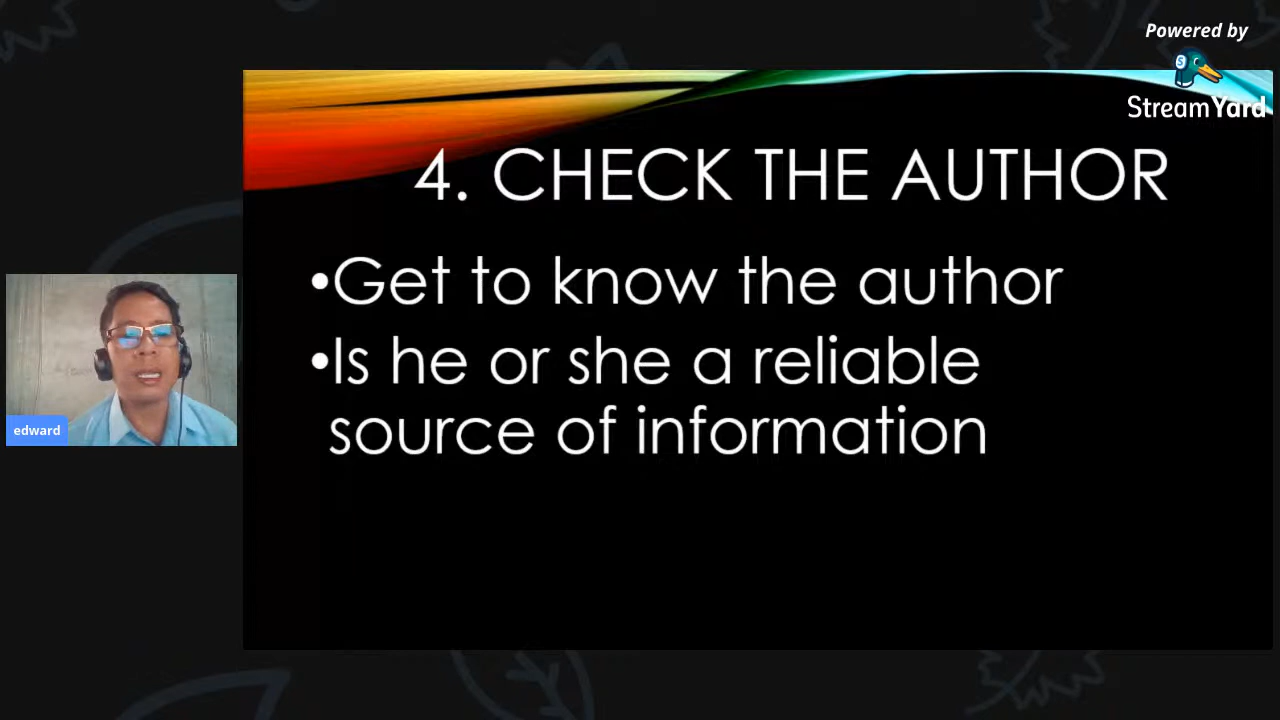 Powered by
StreamYard
4. CHECK THE AUTHOR
•Get to know the author
•Is he or she a reliable
source of information
edward